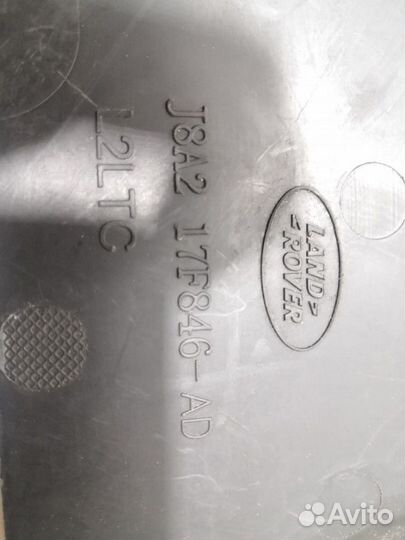 J8A2 17F846-AD
L2LTC
LAND
ROVER
Avito